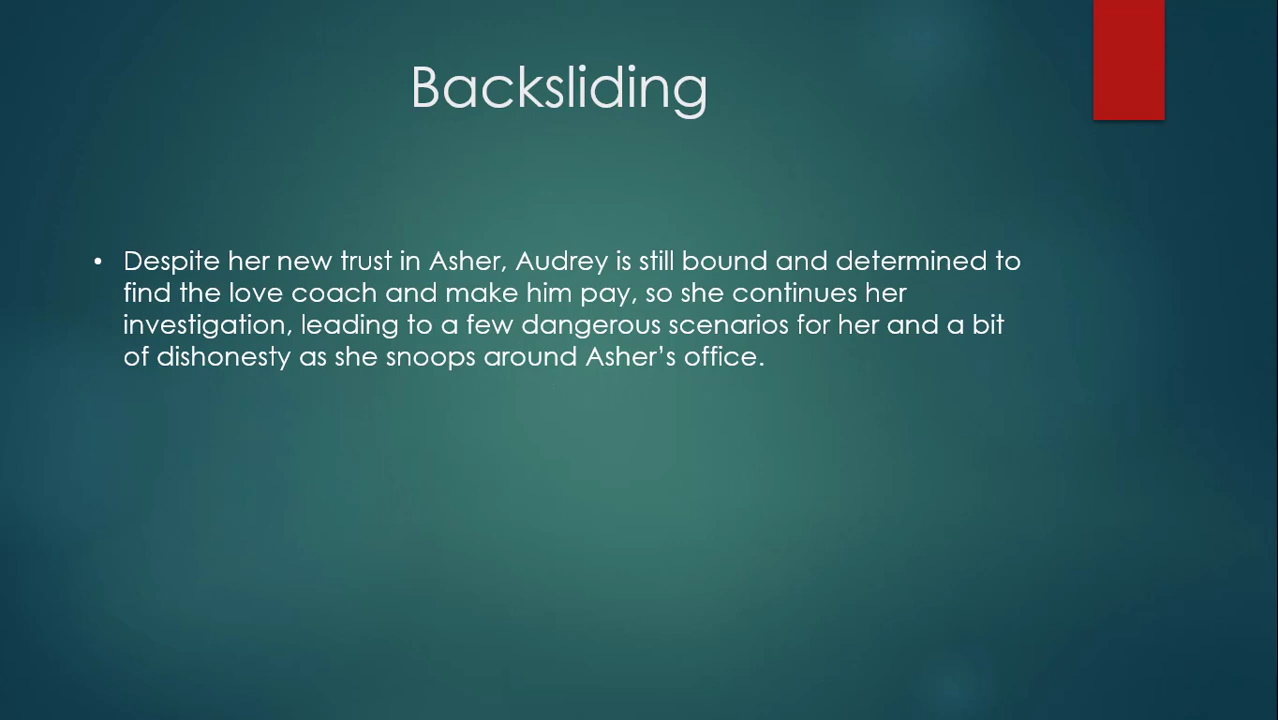 Backsliding
• Despite her new trust in Asher, Audrey is still bound and determined to
find the love coach and make him pay, so she continues her
investigation, leading to a few dangerous scenarios for her and a bit
of dishonesty as she snoops around Asher’s office.